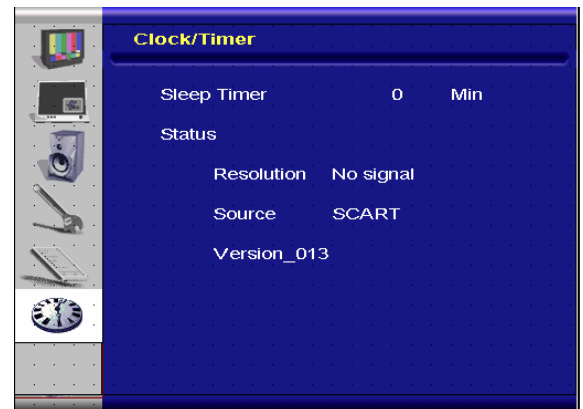 Clock/Timer
Sleep Timer 0 Min
Status
Resolution No signal
Source SCART
Version_013